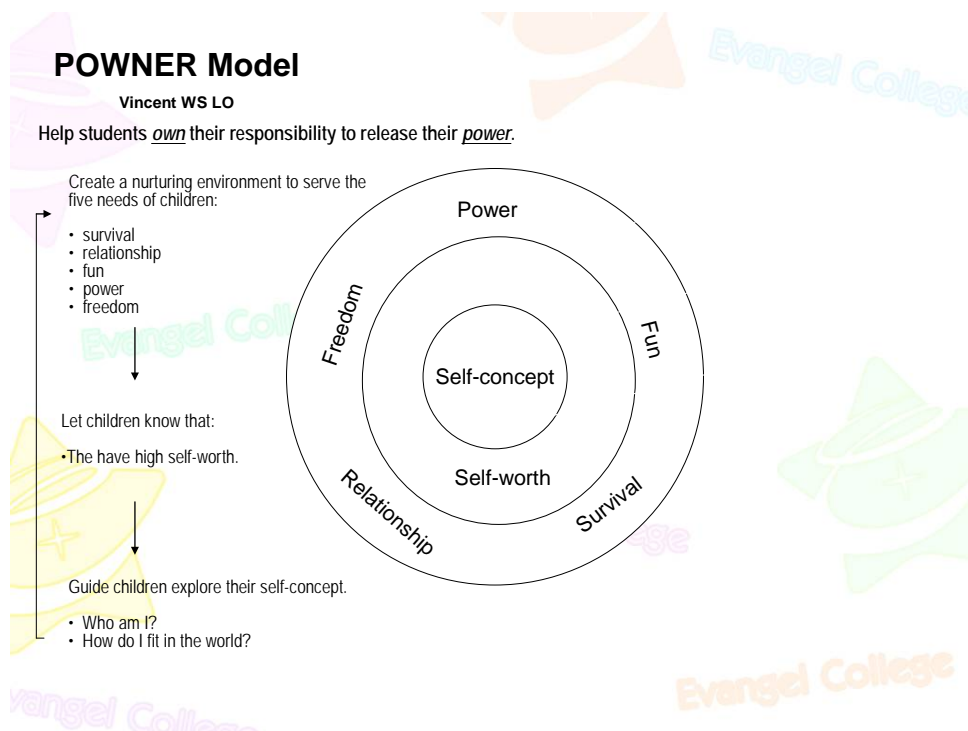 POWNER Model
Vincent WS LO
Help students own their responsibility to release their power.
Create a nurturing environment to serve the
five needs of children:
• survival
• relationship
• fun
• power
• freedom
Let children know that:
•The have high self-worth.
Guide children explore their self-concept.
• Who am I?
• How do I fit in the world?
Power
Freedom
Fun
Self-concept
Self-worth
Relationship
Survival
Evangel College
Evangel Coll
ege
Evangel College
vangel College